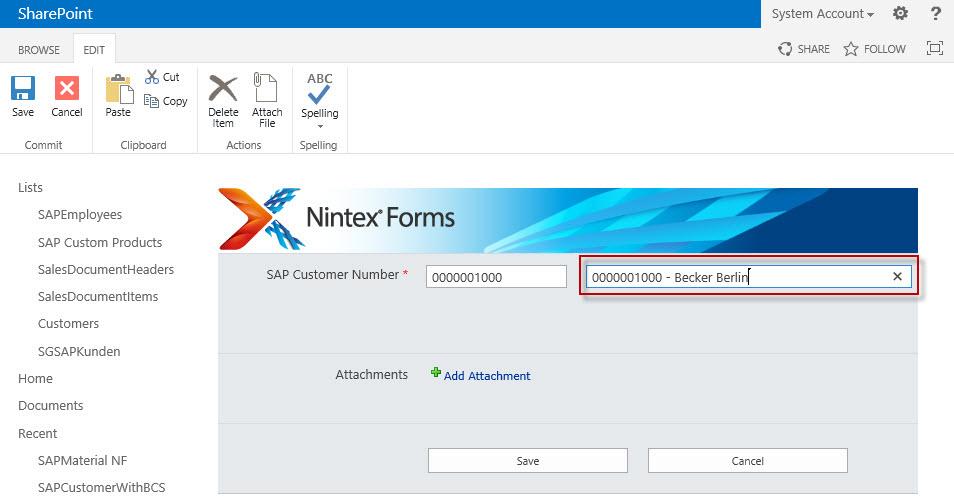 SharePoint
System Account
?
BROWSE
EDIT
SHARE
FOLLOW
Save
Cancel
Paste
Cut
Copy
Delete
Item
Attach
File
ABC
Spelling
Commit
Clipboard
Actions
Spelling
Lists
SAPEmployees
SAP Custom Products
SalesDocumentHeaders
SalesDocumentItems
Customers
SGSAPKunden
Home
Documents
Recent
SAPMaterial NF
SAPCustomerWithBCS
Nintex® Forms
SAP Customer Number *
0000001000
0000001000 - Becker Berlin
Attachments
Add Attachment
Save
Cancel